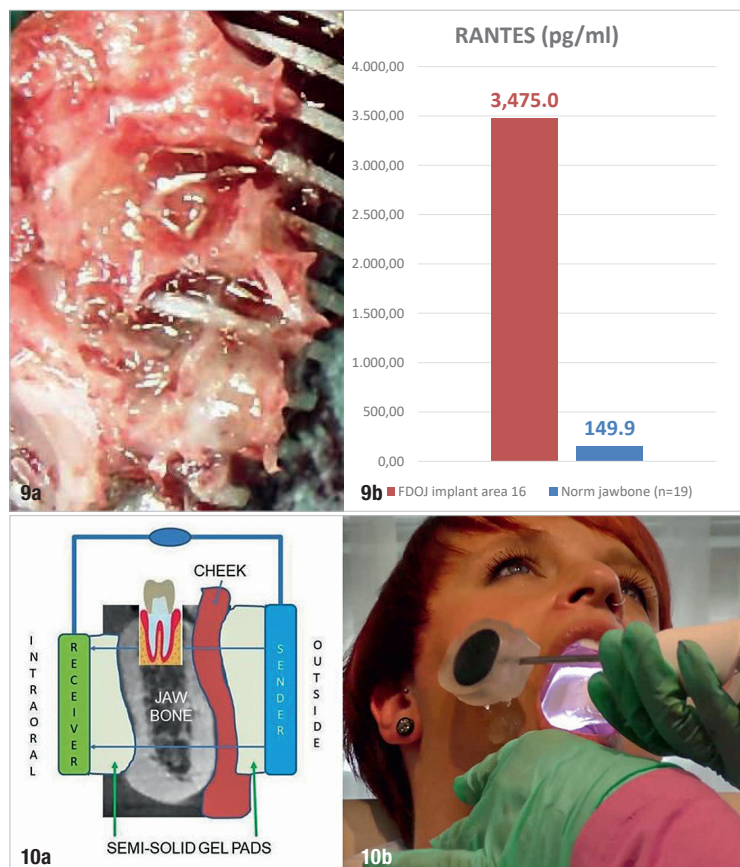 9a
RANTES (pg/ml)
4.000,00
3.500,00
3.000,00
2.500,00
2.000,00
1.500,00
1.000,00
500,00
0,00
3,475.0
149.9
9b
FDOJ implant area 16
Norm jawbone (n=19)
CHEEK
INTRAORAL
RECEIVER
JAW
BONE
SENDER
OUTSIDE
SEMI-SOLID GEL PADS
10a
10b